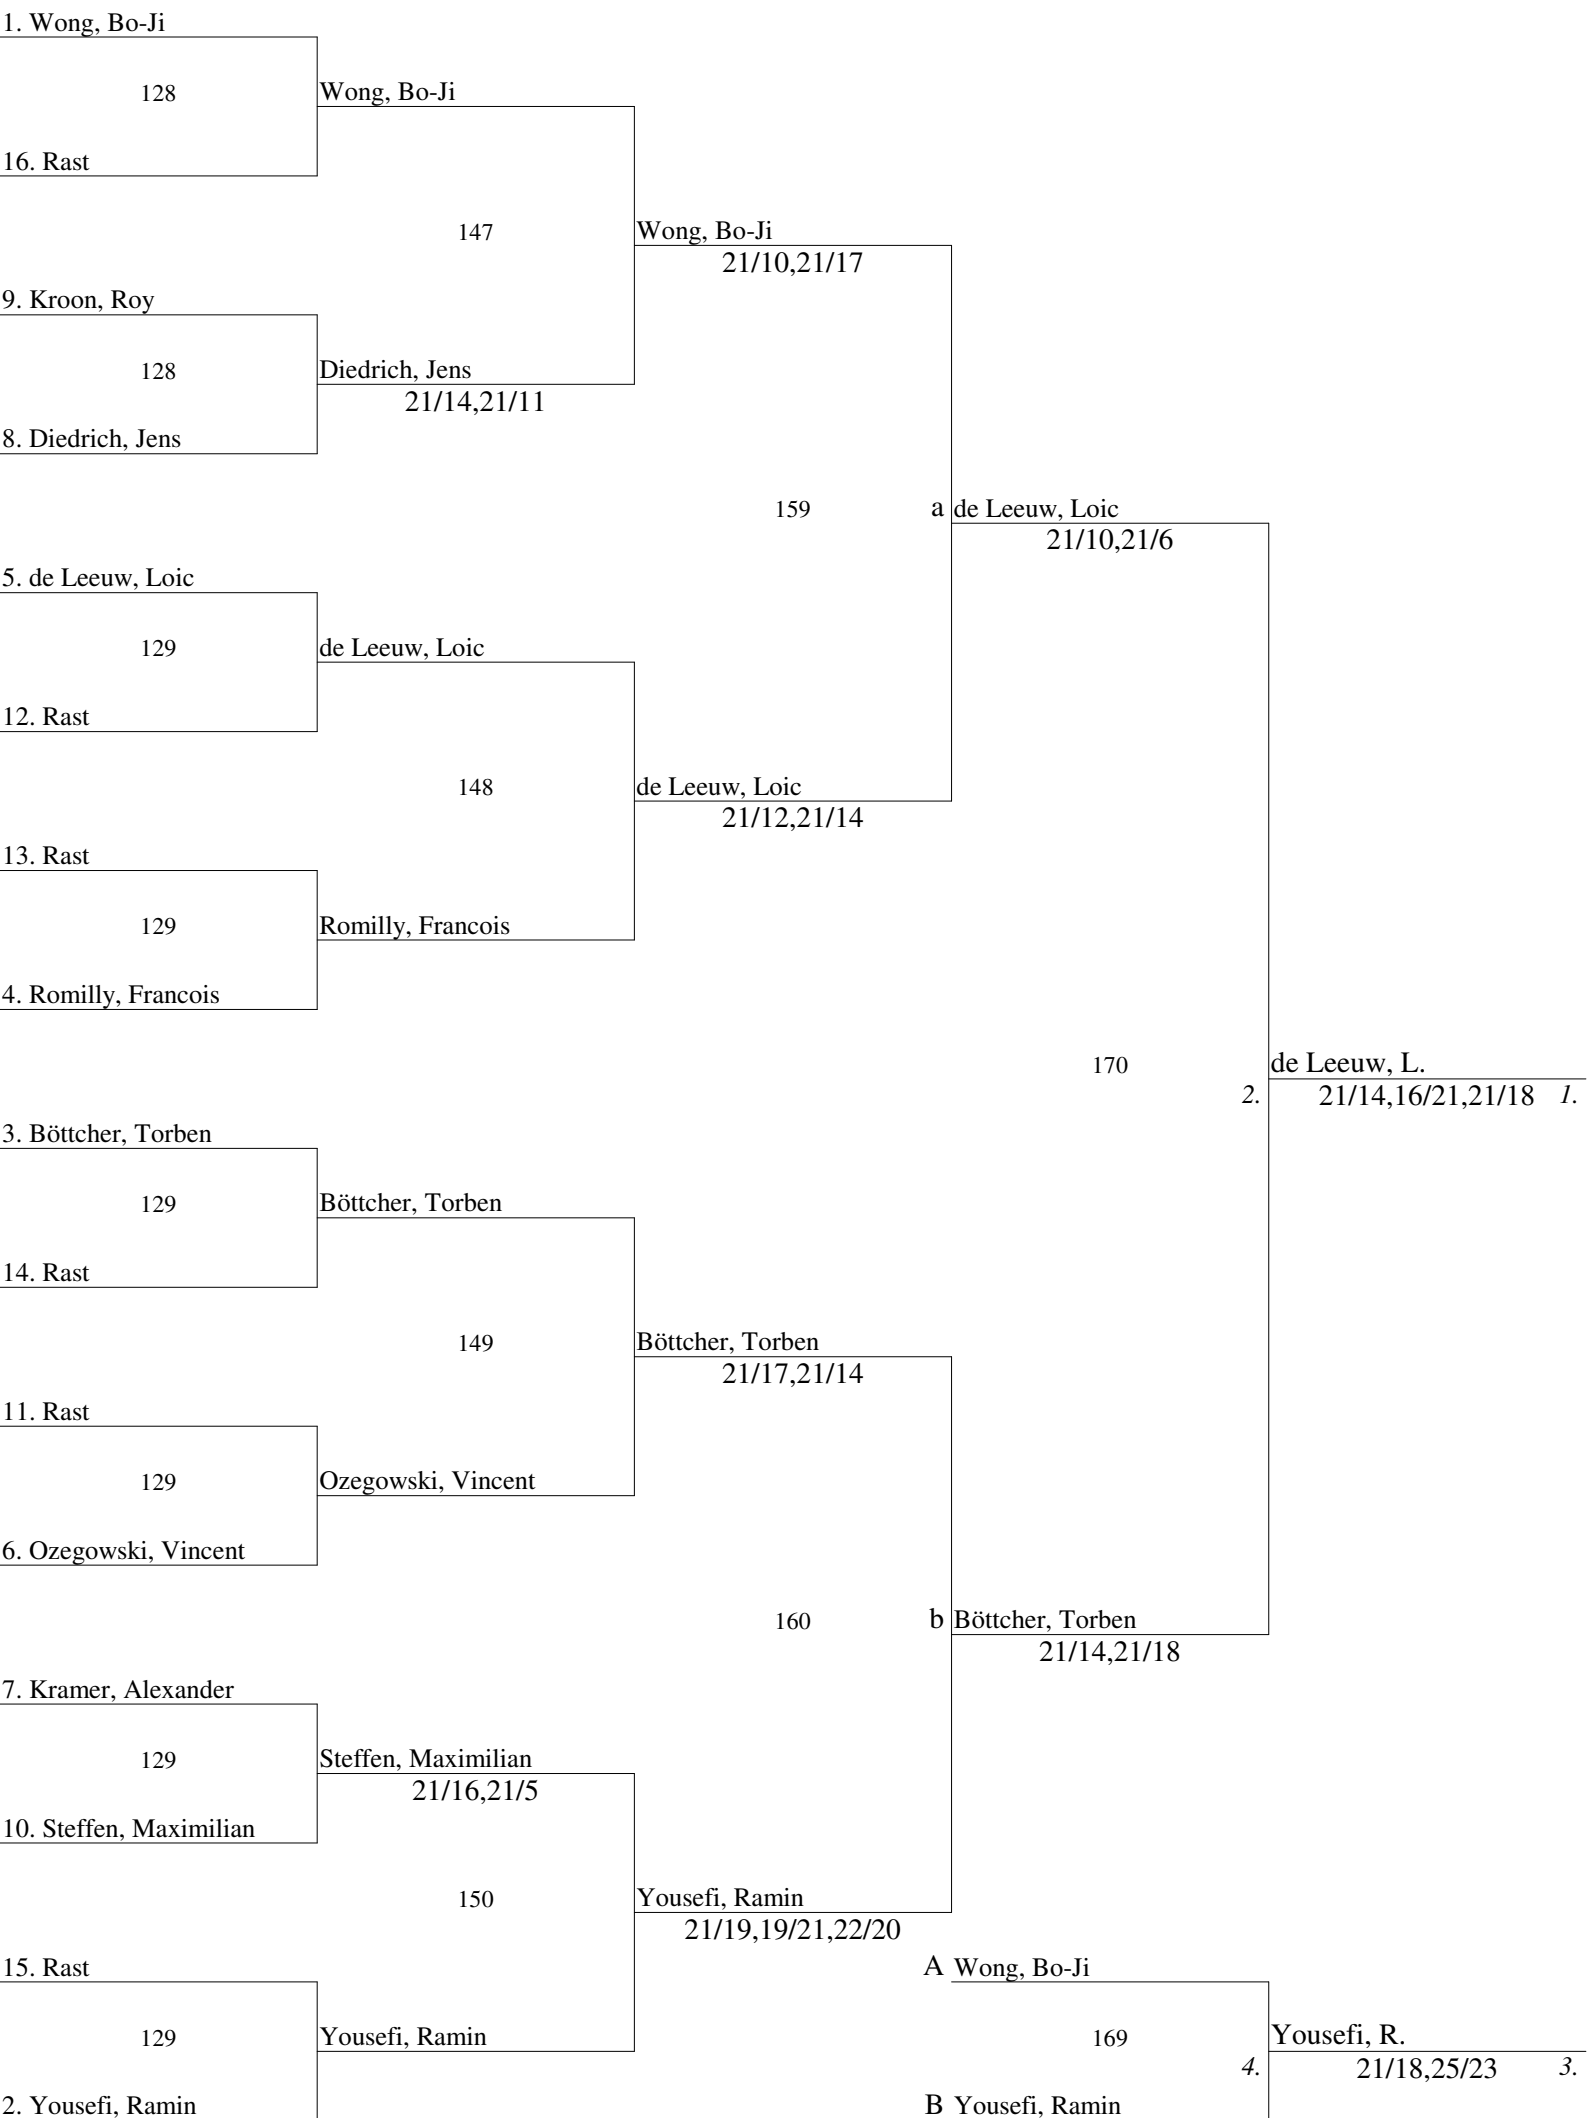 1. Wong, Bo-Ji
128
Wong, Bo-Ji
16. Rast
147
Wong, Bo-Ji
21/10,21/17
9. Kroon, Roy
128
Diedrich, Jens
21/14,21/11
8. Diedrich, Jens
159
a de Leeuw, Loic
21/10,21/6
5. de Leeuw, Loic
129
de Leeuw, Loic
12. Rast
148
de Leeuw, Loic
21/12,21/14
13. Rast
129
Romilly, Francois
4. Romilly, Francois
170
de Leeuw, L.
2.
21/14,16/21,21/18 1.
3. Böttcher, Torben
129
Böttcher, Torben
14. Rast
149
Böttcher, Torben
21/17,21/14
11. Rast
129
Ozegowski, Vincent
6. Ozegowski, Vincent
160
b Böttcher, Torben
21/14,21/18
7. Kramer, Alexander
129
Steffen, Maximilian
21/16,21/5
10. Steffen, Maximilian
150
Yousefi, Ramin
21/19,19/21,22/20
15. Rast
A Wong, Bo-Ji
129
Yousefi, Ramin
169
Yousefi, R.
4.
21/18,25/23 3.
2. Yousefi, Ramin
B Yousefi, Ramin